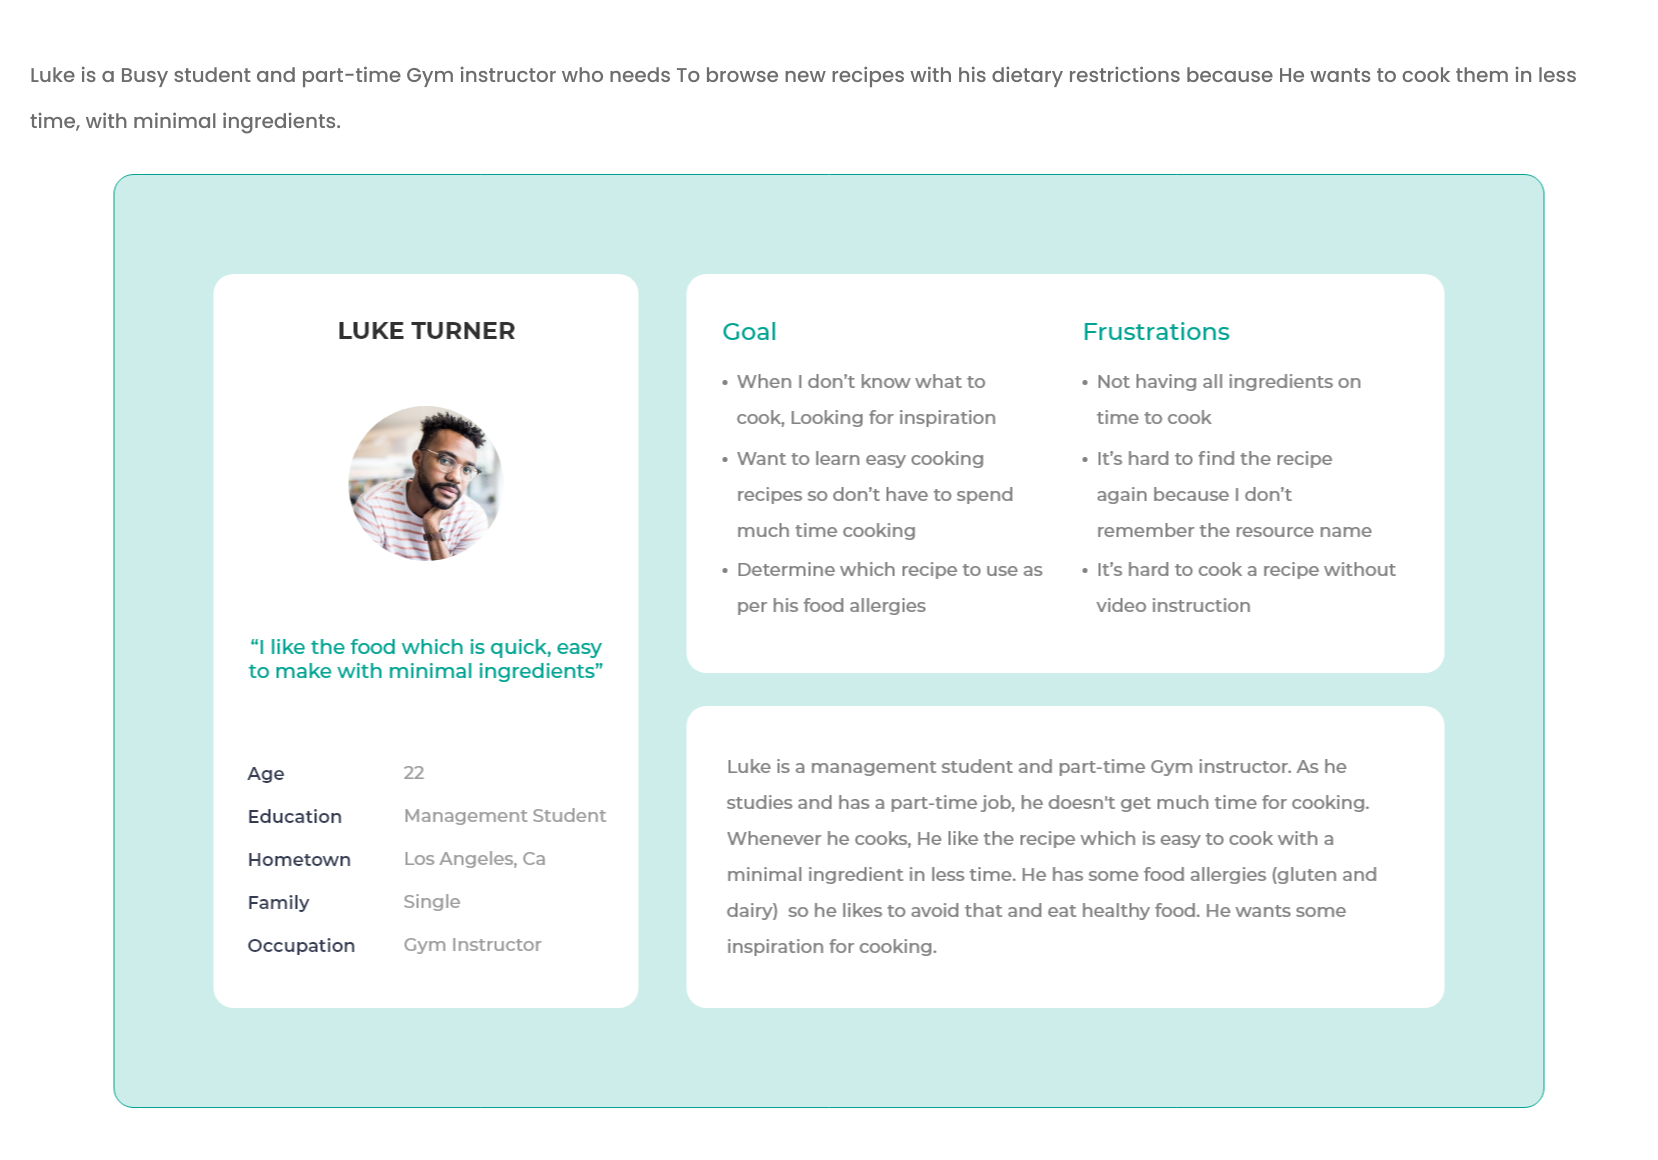 Luke is a Busy student and part-time Gym instructor who needs To browse new recipes with his dietary restrictions because He wants to cook them in less
time, with minimal ingredients.
LUKE TURNER
“I like the food which is quick, easy
to make with minimal ingredients”
Age 22
Education Management Student
Hometown Los Angeles, Ca
Family Single
Occupation Gym Instructor
Goal
• When I don’t know what to
cook, Looking for inspiration
• Want to learn easy cooking
recipes so don’t have to spend
much time cooking
• Determine which recipe to use as
per his food allergies
Frustrations
• Not having all ingredients on
time to cook
• It’s hard to find the recipe
again because I don’t
remember the resource name
• It’s hard to cook a recipe without
video instruction
Luke is a management student and part-time Gym instructor. As he
studies and has a part-time job, he doesn't get much time for cooking.
Whenever he cooks, He like the recipe which is easy to cook with a
minimal ingredient in less time. He has some food allergies (gluten and
dairy)  so he likes to avoid that and eat healthy food. He wants some
inspiration for cooking.